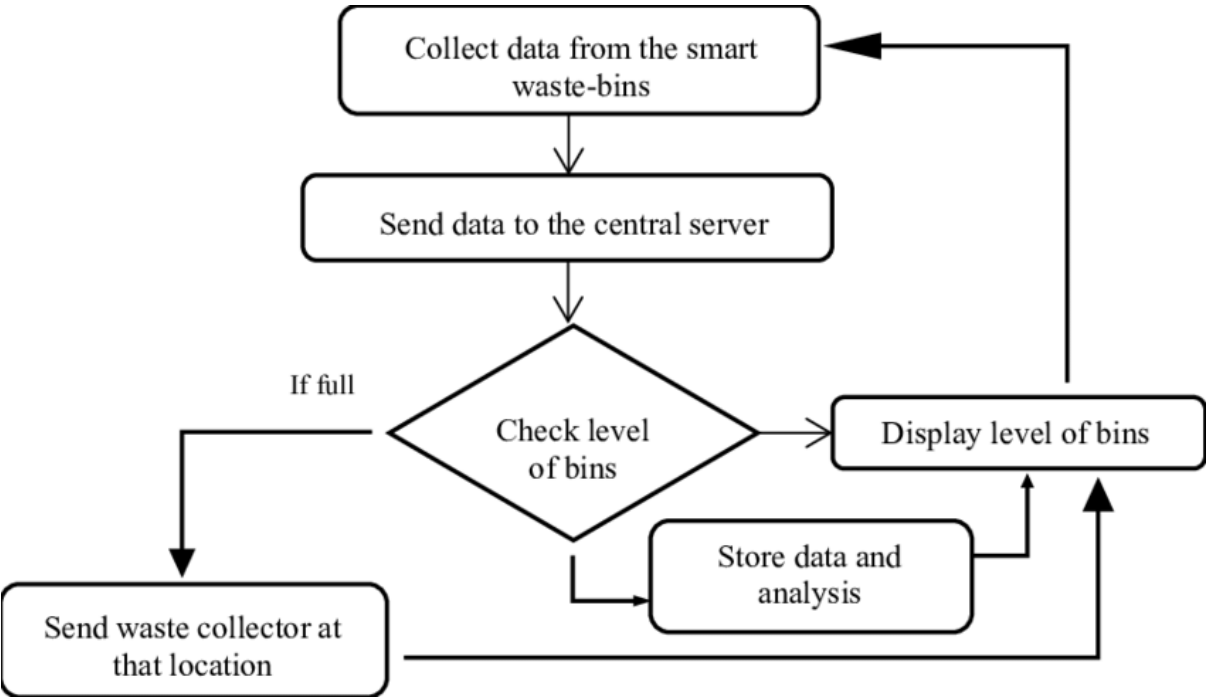 Collect data from the smart
waste-bins
Send data to the central server
If full
Check level
of bins
Display level of bins
Store data and
analysis
Send waste collector at
that location